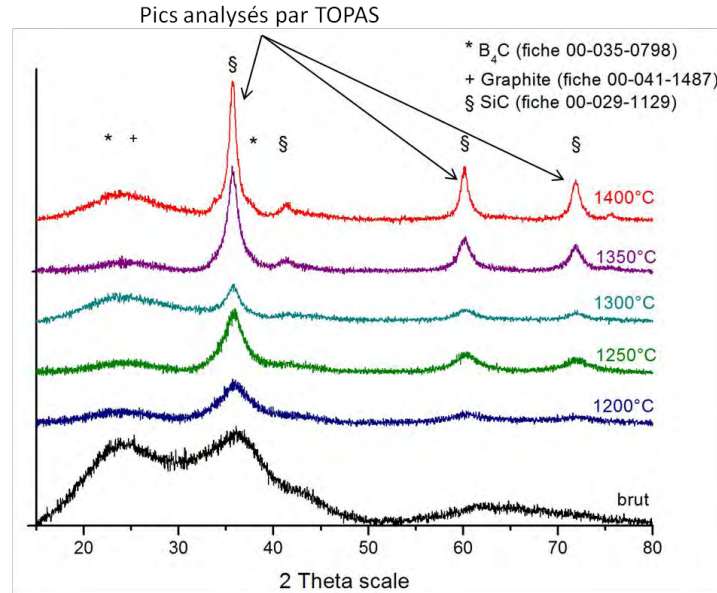 Pics analysés par TOPAS
* B₄C (fiche 00-035-0798)
+ Graphite (fiche 00-041-1487)
§ SiC (fiche 00-029-1129)
§
* + * § § §
1400°C
1350°C
1300°C
1250°C
1200°C
brut
20 30 40 50 60 70 80
2 Theta scale